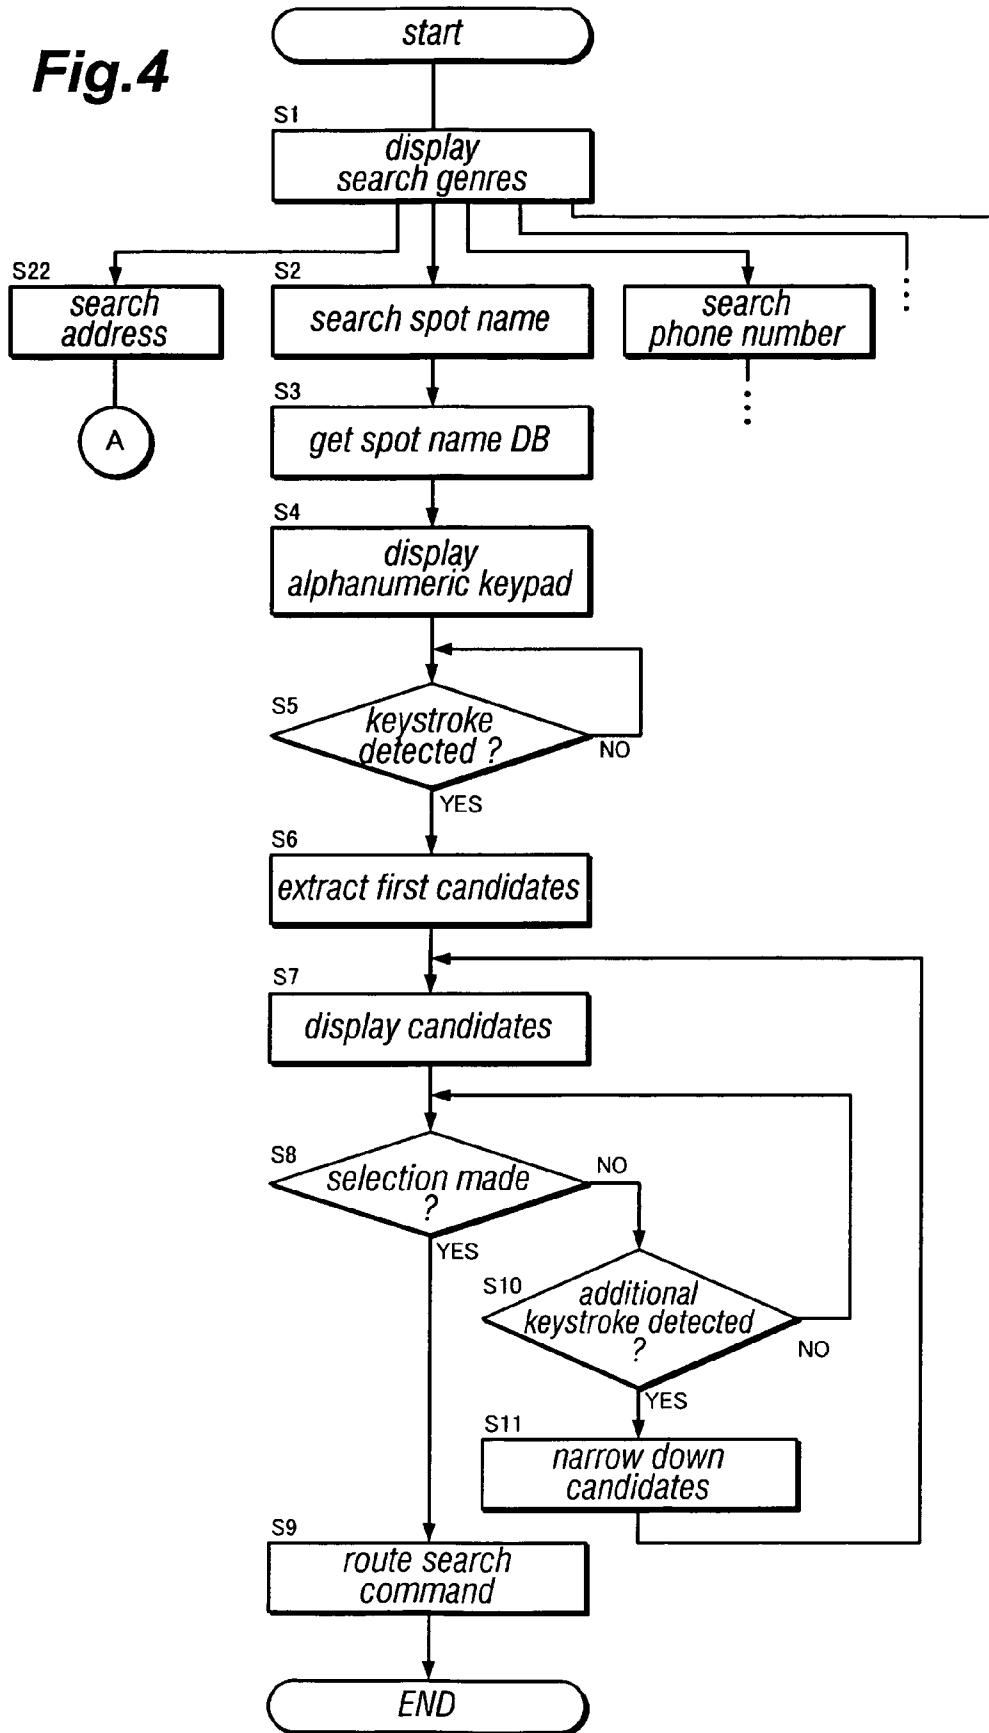 Fig.4
start
S1
display
search genres
S22
search
address
A
S2
search spot name
search
phone number
S3
get spot name DB
S4
display
alphanumeric keypad
S5
keystroke
detected ?
NO
YES
S6
extract first candidates
S7
display candidates
S8
selection made
?
NO
YES
S10
additional
keystroke detected
?
NO
YES
S11
narrow down
candidates
S9
route search
command
END